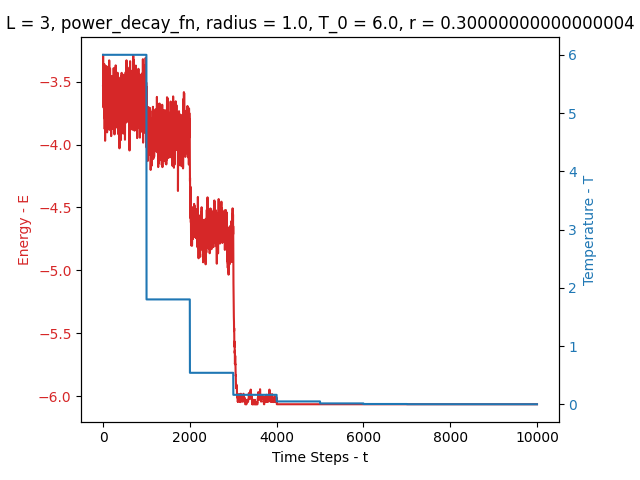 L = 3, power_decay_fn, radius = 1.0, T_0 = 6.0, r = 0.30000000000000004
−3.5
−4.0
−4.5
−5.0
−5.5
−6.0
Energy - E
6
5
4
3
2
1
0
Temperature - T
0 2000 4000 6000 8000 10000
Time Steps - t